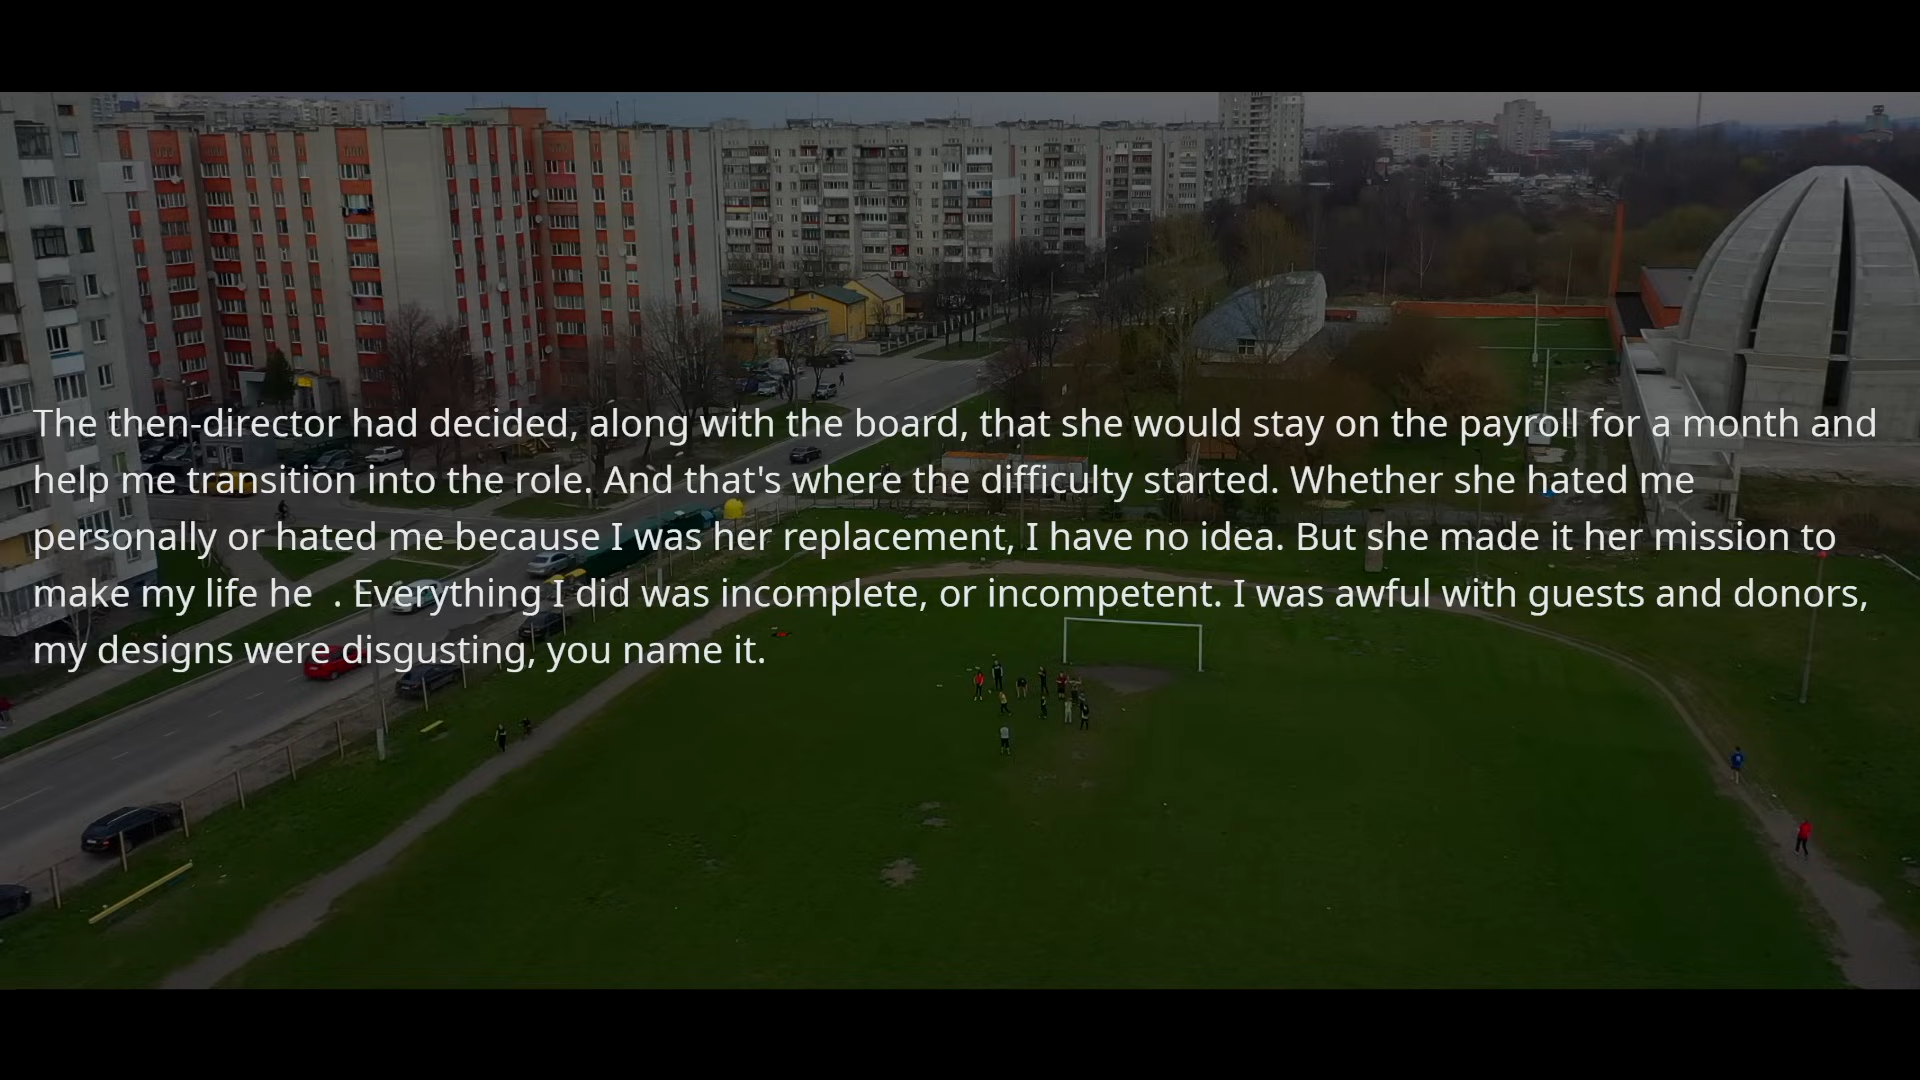 The then-director had decided, along with the board, that she would stay on the payroll for a month and
help me transition into the role. And that's where the difficulty started. Whether she hated me
personally or hated me because I was her replacement, I have no idea. But she made it her mission to
make my life he  . Everything I did was incomplete, or incompetent. I was awful with guests and donors,
my designs were disgusting, you name it.